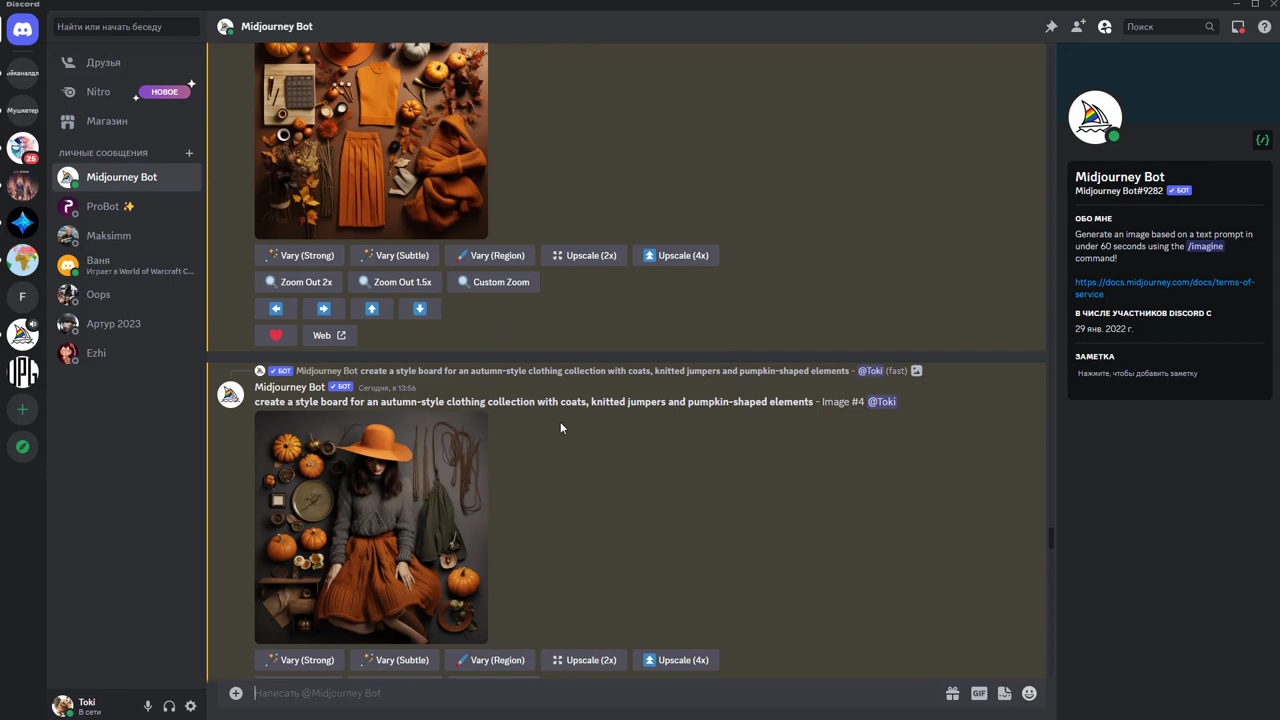 Discord
Найти или начать беседу
Midjourney Bot
Поиск
Друзья
Nitro
НОВОЕ
Магазин
ЛИЧНЫЕ СООБЩЕНИЯ
Midjourney Bot
ProBot ✨
Maksimm
Ваня
Играет в World of Warcraft C...
Oops
Артур 2023
Ezhi
йканалдл
Мушкетер
26
F
Vary (Strong)
Vary (Subtle)
Vary (Region)
Upscale (2x)
Upscale (4x)
Zoom Out 2x
Zoom Out 1.5x
Custom Zoom
Web
✓ БОТ Midjourney Bot create a style board for an autumn-style clothing collection with coats, knitted jumpers and pumpkin-shaped elements - @Toki (fast)
Midjourney Bot ✓ БОТ Сегодня, в 13:56
create a style board for an autumn-style clothing collection with coats, knitted jumpers and pumpkin-shaped elements - Image #4 @Toki
Vary (Strong)
Vary (Subtle)
Vary (Region)
Upscale (2x)
Upscale (4x)
Написать @Midjourney Bot
GIF
Toki
В сети
Midjourney Bot
Midjourney Bot#9282 ✓ БОТ
ОБО МНЕ
Generate an image based on a text prompt in
under 60 seconds using the /imagine
command!
https://docs.midjourney.com/docs/terms-of-
service
В ЧИСЛЕ УЧАСТНИКОВ DISCORD С
29 янв. 2022 г.
ЗАМЕТКА
Нажмите, чтобы добавить заметку